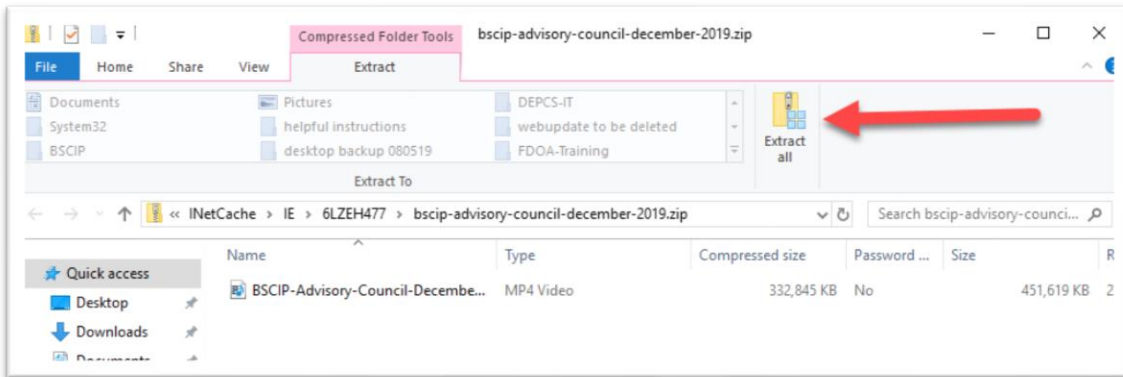 Compressed Folder Tools bscip-advisory-council-december-2019.zip
File Home Share View Extract
Documents Pictures DEPCS-IT
System32 helpful instructions webupdate to be deleted
BSCIP desktop backup 080519 FDOA-Training
Extract all
Extract To
« INetCache > IE > 6LZEH477 > bscip-advisory-council-december-2019.zip Search bscip-advisory-counci...
Name Type Compressed size Password ... Size R
Quick access
BSCIP-Advisory-Council-Decembe... MP4 Video 332,845 KB No 451,619 KB 2
Desktop
Downloads
Documents